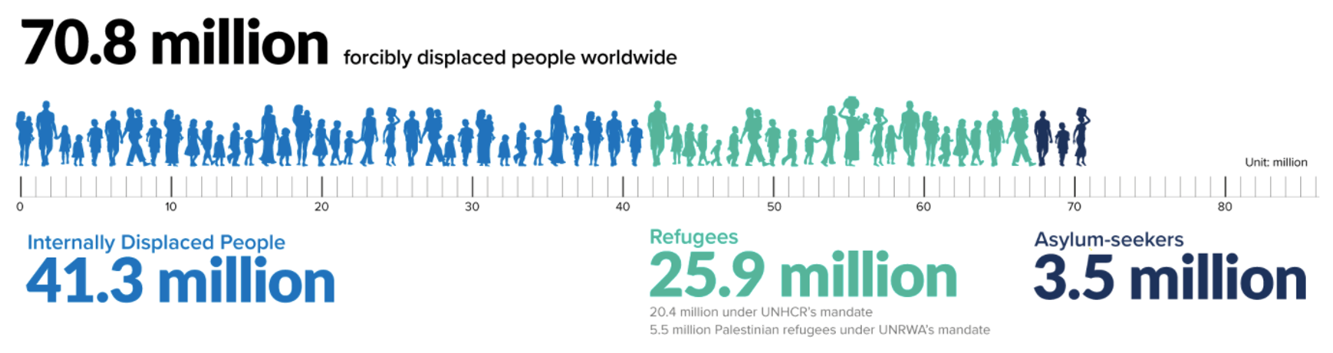 70.8 million forcibly displaced people worldwide
Unit: million
0 10 20 30 40 50 60 70 80
Internally Displaced People
41.3 million
Refugees
25.9 million
20.4 million under UNHCR's mandate
5.5 million Palestinian refugees under UNRWA's mandate
Asylum-seekers
3.5 million